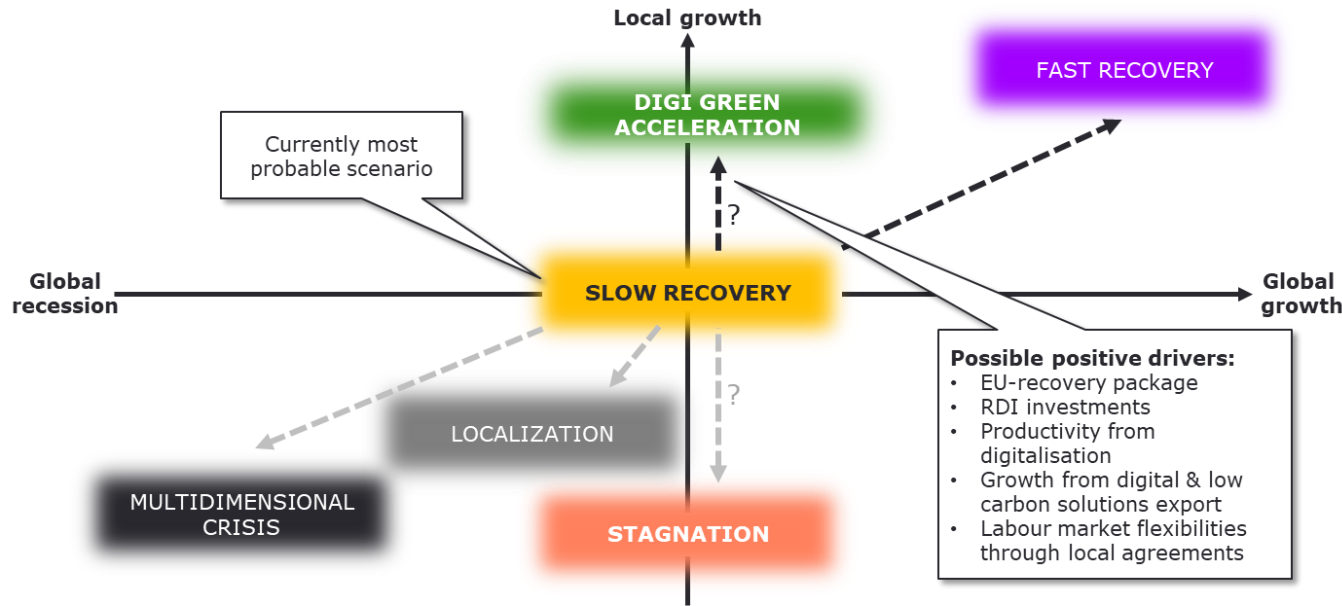 Local growth
FAST RECOVERY
DIGI GREEN
ACCELERATION
Currently most
probable scenario
?
Global
recession
SLOW RECOVERY
Global
growth
Possible positive drivers:
• EU-recovery package
• RDI investments
• Productivity from
digitalisation
• Growth from digital & low
carbon solutions export
• Labour market flexibilities
through local agreements
?
LOCALIZATION
MULTIDIMENSIONAL
CRISIS
STAGNATION